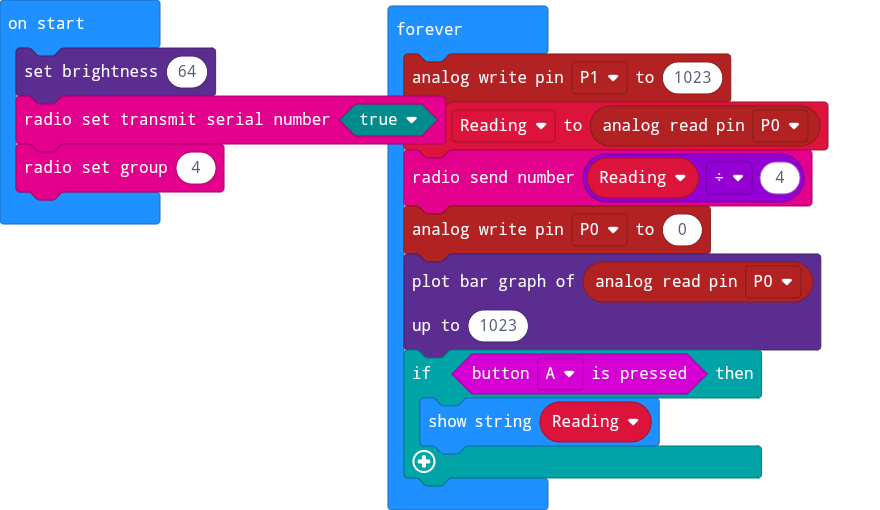 on start
set brightness 64
radio set transmit serial number true
radio set group 4
forever
analog write pin P1 to 1023
Reading to analog read pin P0
radio send number Reading ÷ 4
analog write pin P0 to 0
plot bar graph of analog read pin P0
up to 1023
if button A is pressed then
show string Reading